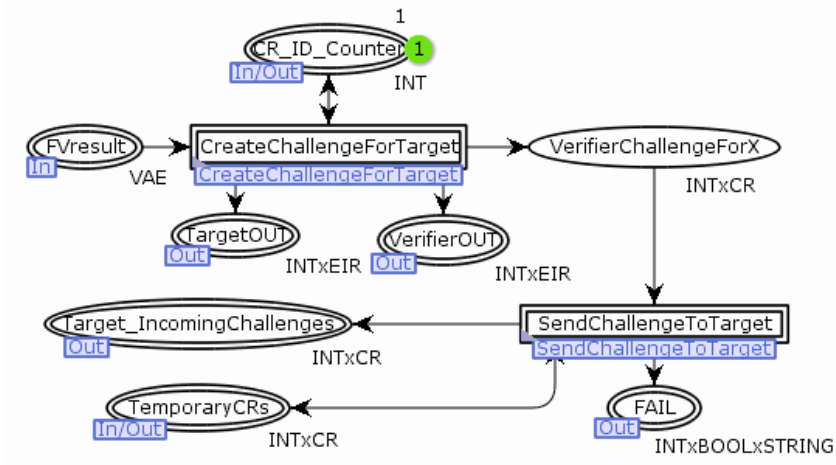 1
CR_ID_Counter
1
In/Out
INT
FVresult
In
VAE
CreateChallengeForTarget
CreateChallengeForTarget
VerifierChallengeForX
INTxCR
TargetOUT
Out
INTxEIR
VerifierOUT
Out
INTxEIR
Target_IncomingChallenges
Out
INTxCR
SendChallengeToTarget
SendChallengeToTarget
TemporaryCRs
In/Out
INTxCR
FAIL
Out
INTxBOOLxSTRING